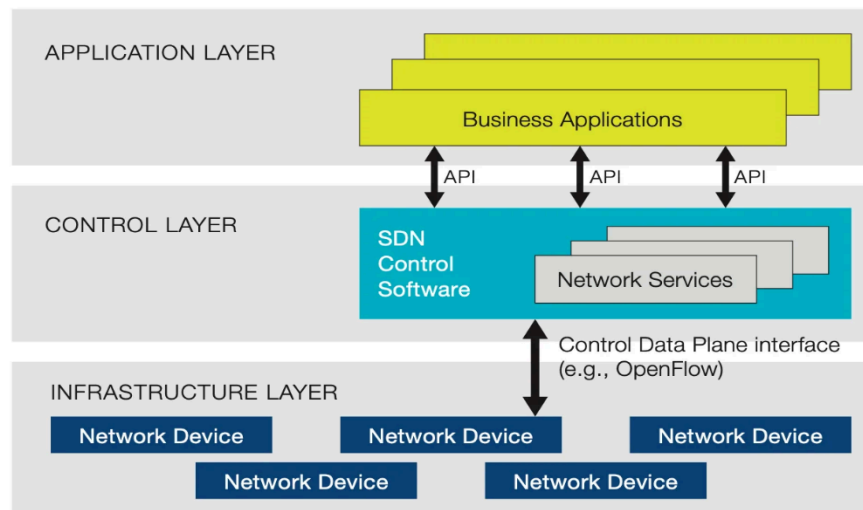 APPLICATION LAYER
Business Applications
API
API
API
CONTROL LAYER
SDN
Control
Software
Network Services
Control Data Plane interface
(e.g., OpenFlow)
INFRASTRUCTURE LAYER
Network Device
Network Device
Network Device
Network Device
Network Device